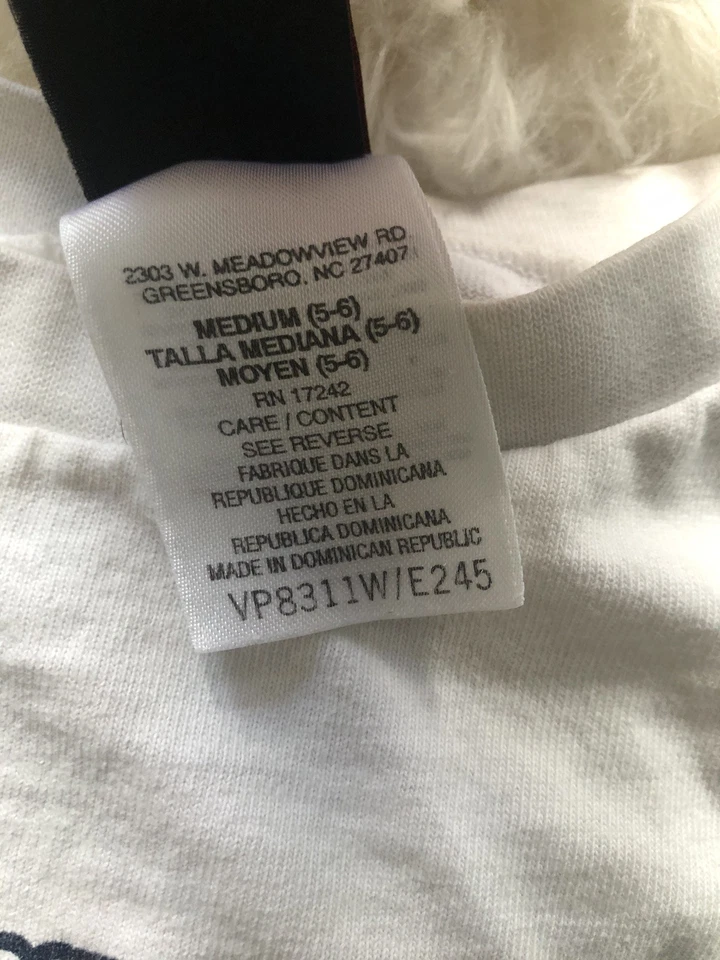 2303 W. MEADOWVIEW RD
GREENSBORO. NC 27407
MEDIUM (5-6)
TALLA MEDIANA (5-6)
MOYEN (5-6)
RN 17242
CARE / CONTENT
SEE REVERSE
FABRIQUE DANS LA
REPUBLIQUE DOMINICANA
HECHO EN LA
REPUBLICA DOMINICANA
MADE IN DOMINICAN REPUBLIC
VP8311W/E245